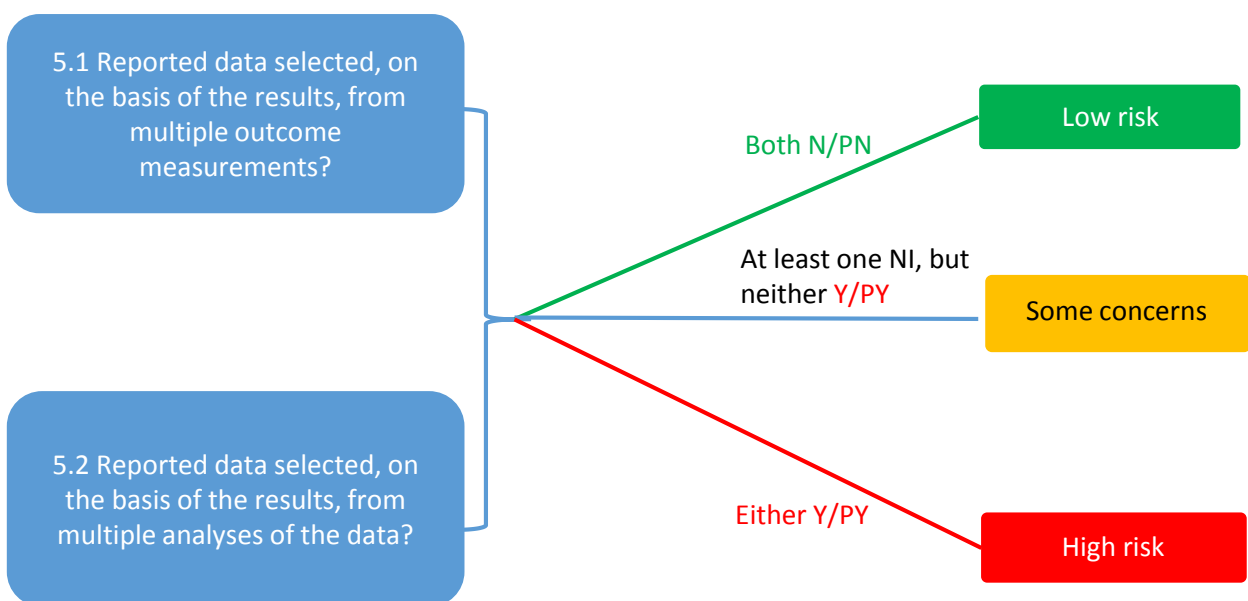 5.1 Reported data selected, on
the basis of the results, from
multiple outcome
measurements?
Both N/PN
Low risk
At least one NI, but
neither Y/PY
Some concerns
5.2 Reported data selected, on
the basis of the results, from
multiple analyses of the data?
Either Y/PY
High risk